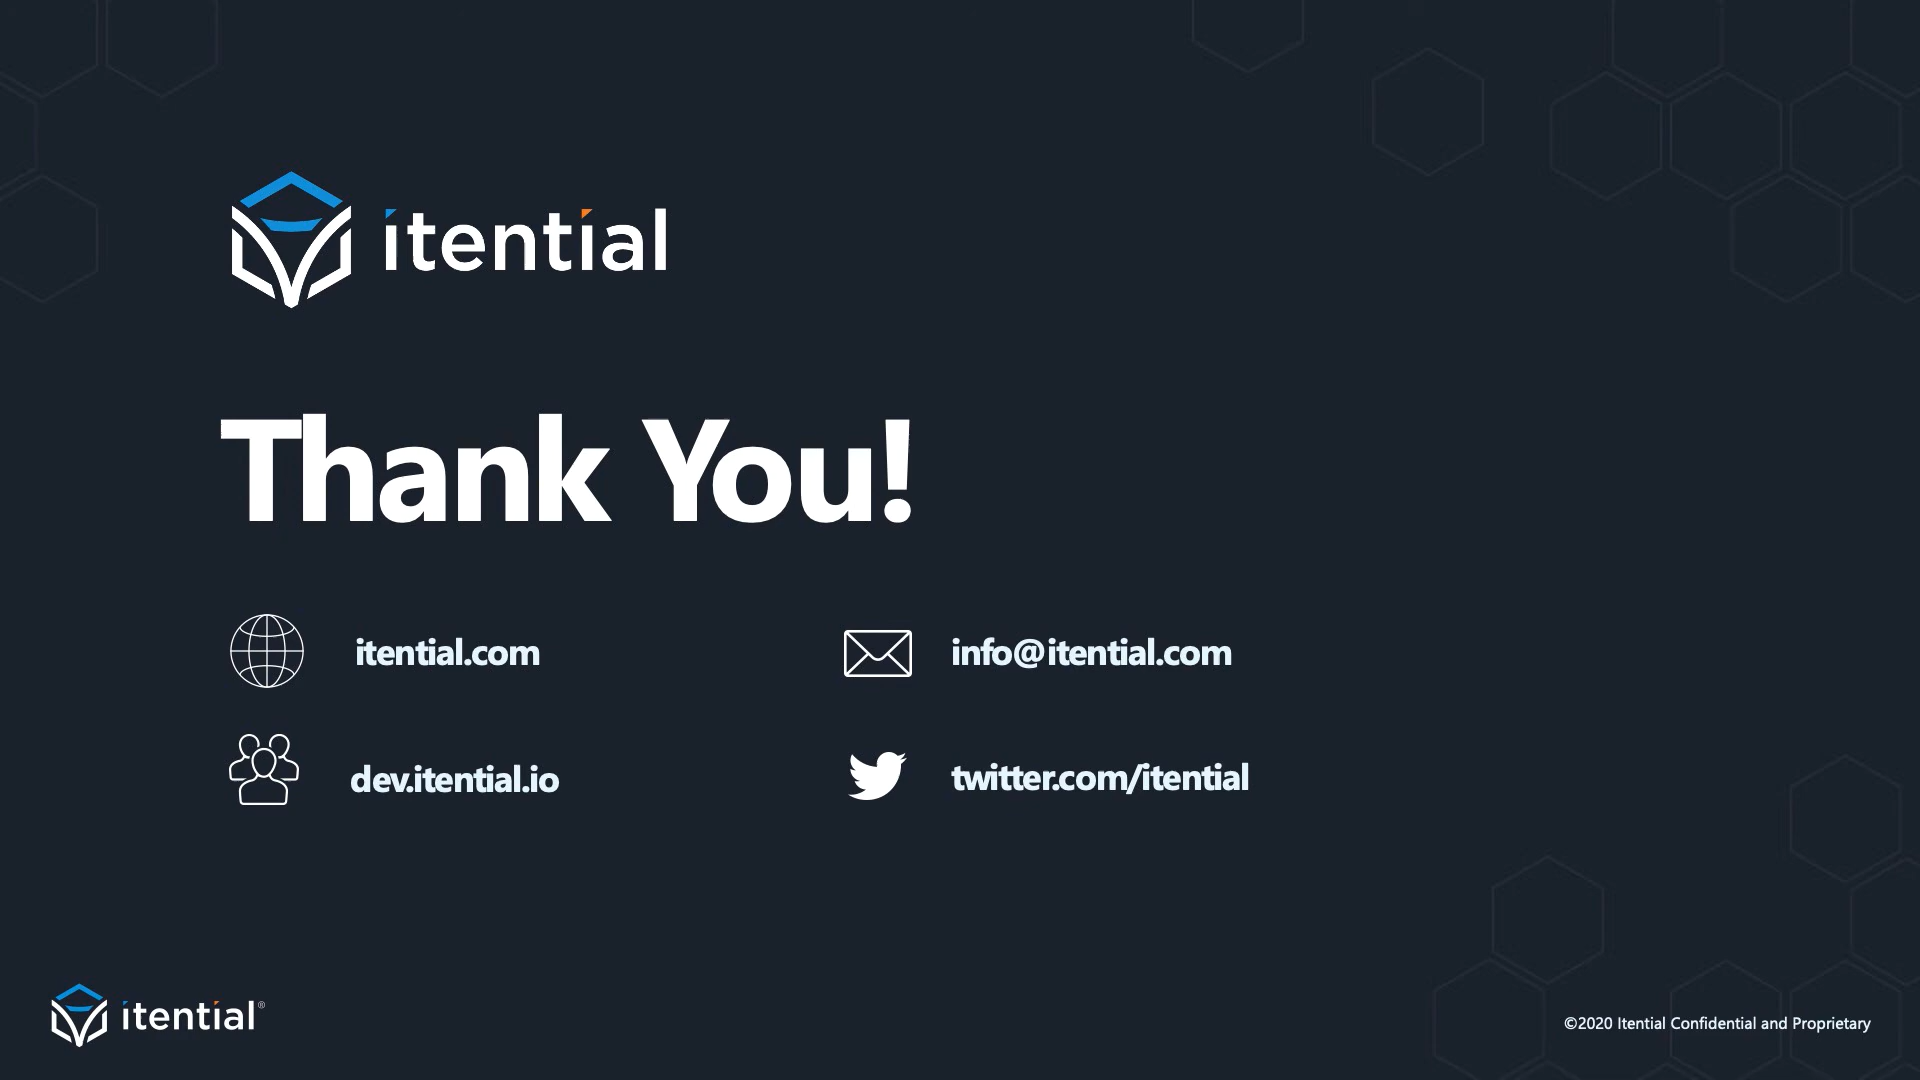 itential
Thank You!
itential.com
info@itential.com
dev.itential.io
twitter.com/itential
itential®
©2020 Itential Confidential and Proprietary